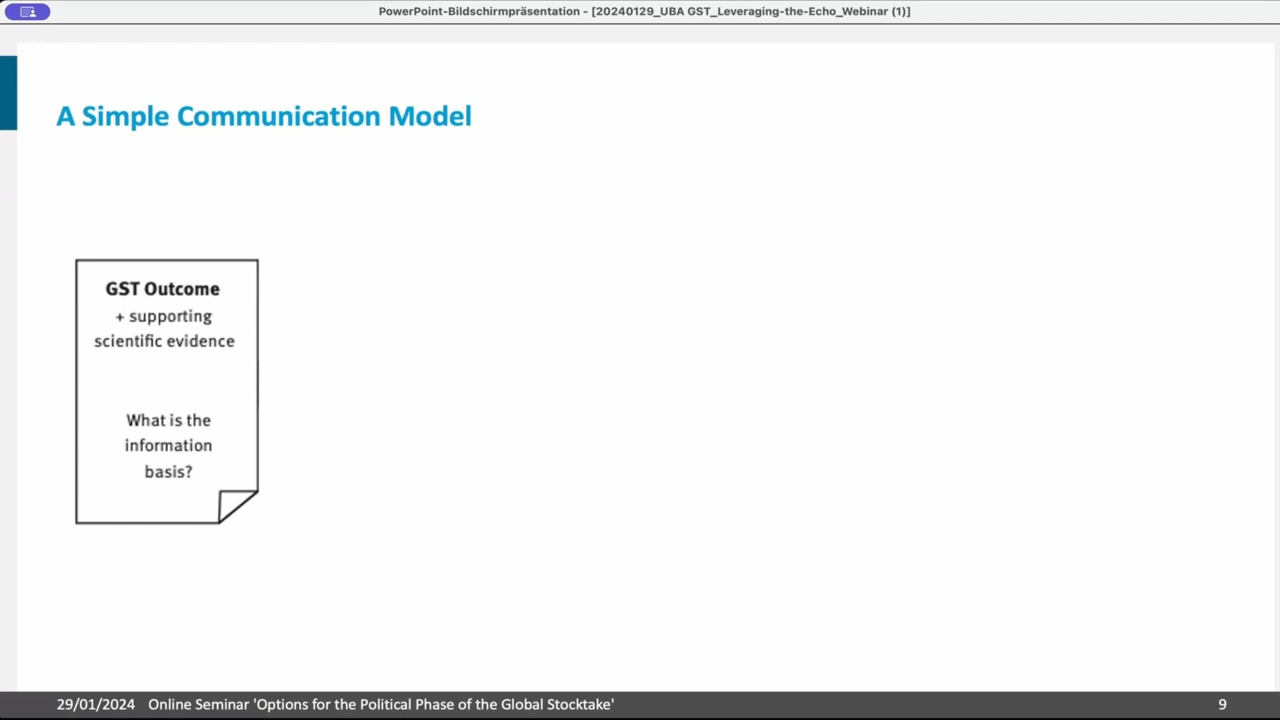 PowerPoint-Bildschirmpräsentation - [20240129_UBA GST_Leveraging-the-Echo_Webinar (1)]
A Simple Communication Model
GST Outcome
+ supporting
scientific evidence
What is the
information
basis?
29/01/2024 Online Seminar 'Options for the Political Phase of the Global Stocktake' 9